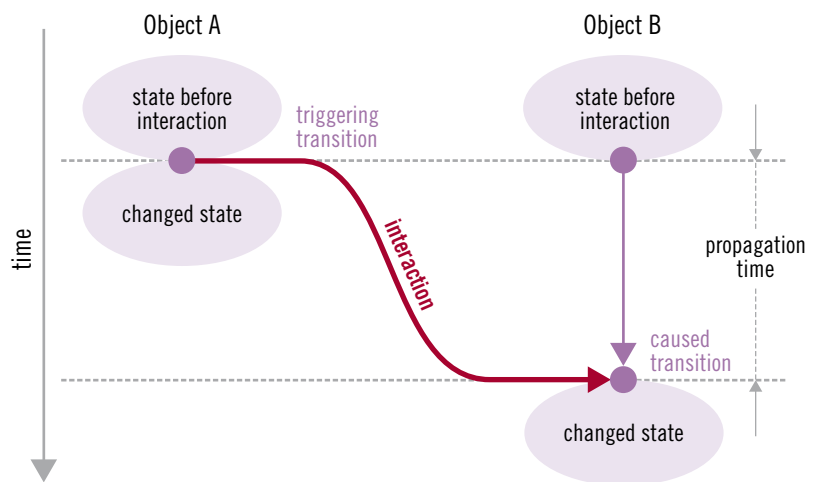 Object A
Object B
state before
interaction
triggering
transition
state before
interaction
changed state
time
interaction
propagation
time
caused
transition
changed state